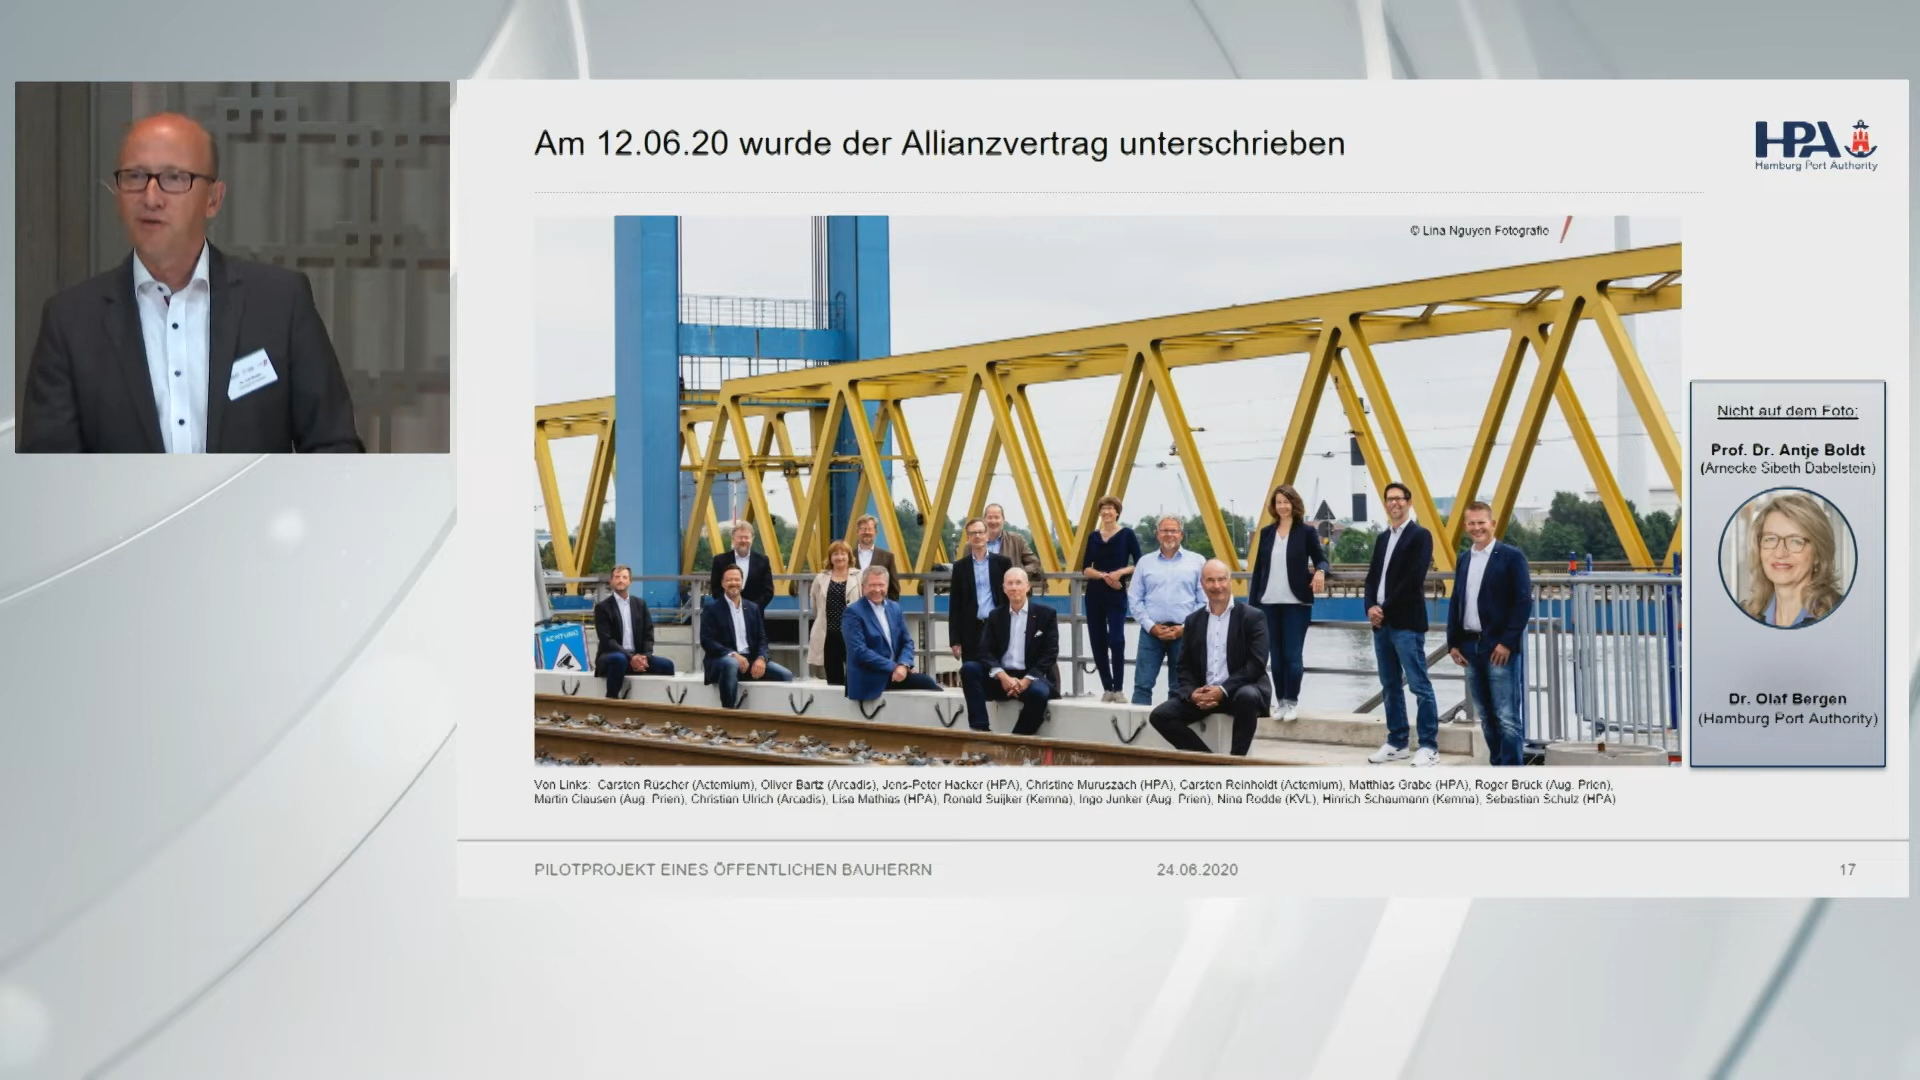 Am 12.06.20 wurde der Allianzvertrag unterschrieben
HPA
Hamburg Port Authority
© Lina Nguyen Fotografie
ACHTUNG
Nicht auf dem Foto:
Prof. Dr. Antje Boldt
(Arnecke Sibeth Dabelstein)
Dr. Olaf Bergen
(Hamburg Port Authority)
Von Links: Carsten Rüscher (Actemium), Oliver Bartz (Arcadis), Jens-Peter Hacker (HPA), Christine Muruszach (HPA), Carsten Reinholdt (Actemium), Matthias Grabe (HPA), Roger Brück (Aug. Prien),
Martin Clausen (Aug. Prien), Christian Ulrich (Arcadis), Lisa Mathias (HPA), Ronald Suijker (Kemna), Ingo Junker (Aug. Prien), Nina Rodde (KVL), Hinrich Schaumann (Kemna), Sebastian Schulz (HPA)
PILOTPROJEKT EINES ÖFFENTLICHEN BAUHERRN
24.06.2020
17